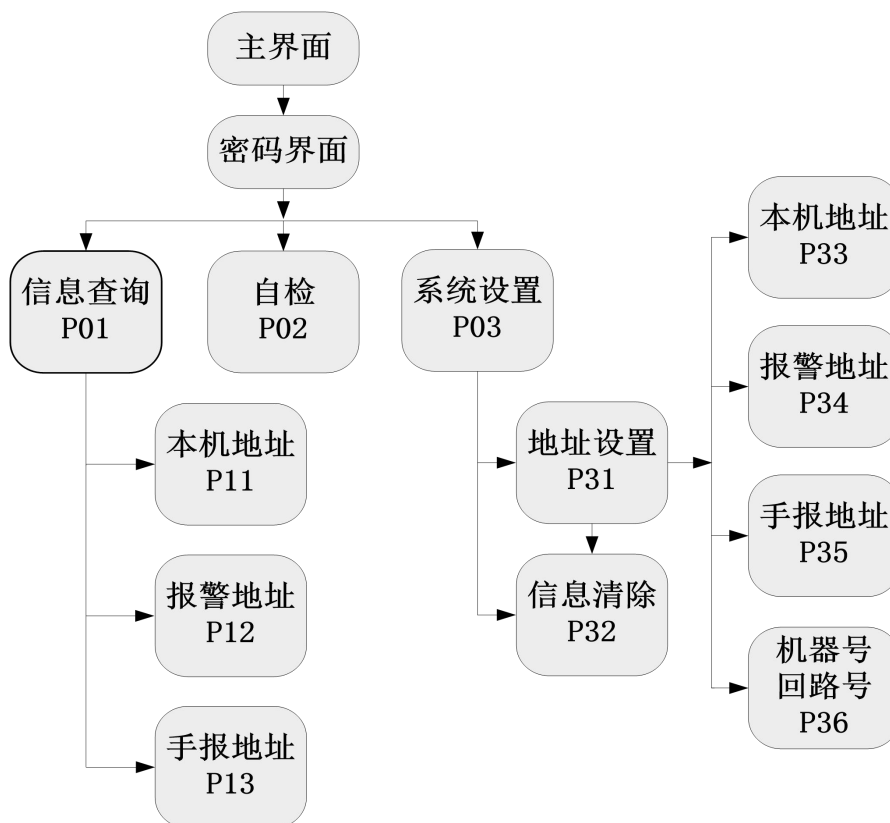 主界面
密码界面
信息查询
P01
自检
P02
系统设置
P03
本机地址
P11
报警地址
P12
手报地址
P13
地址设置
P31
信息清除
P32
本机地址
P33
报警地址
P34
手报地址
P35
机器号
回路号
P36